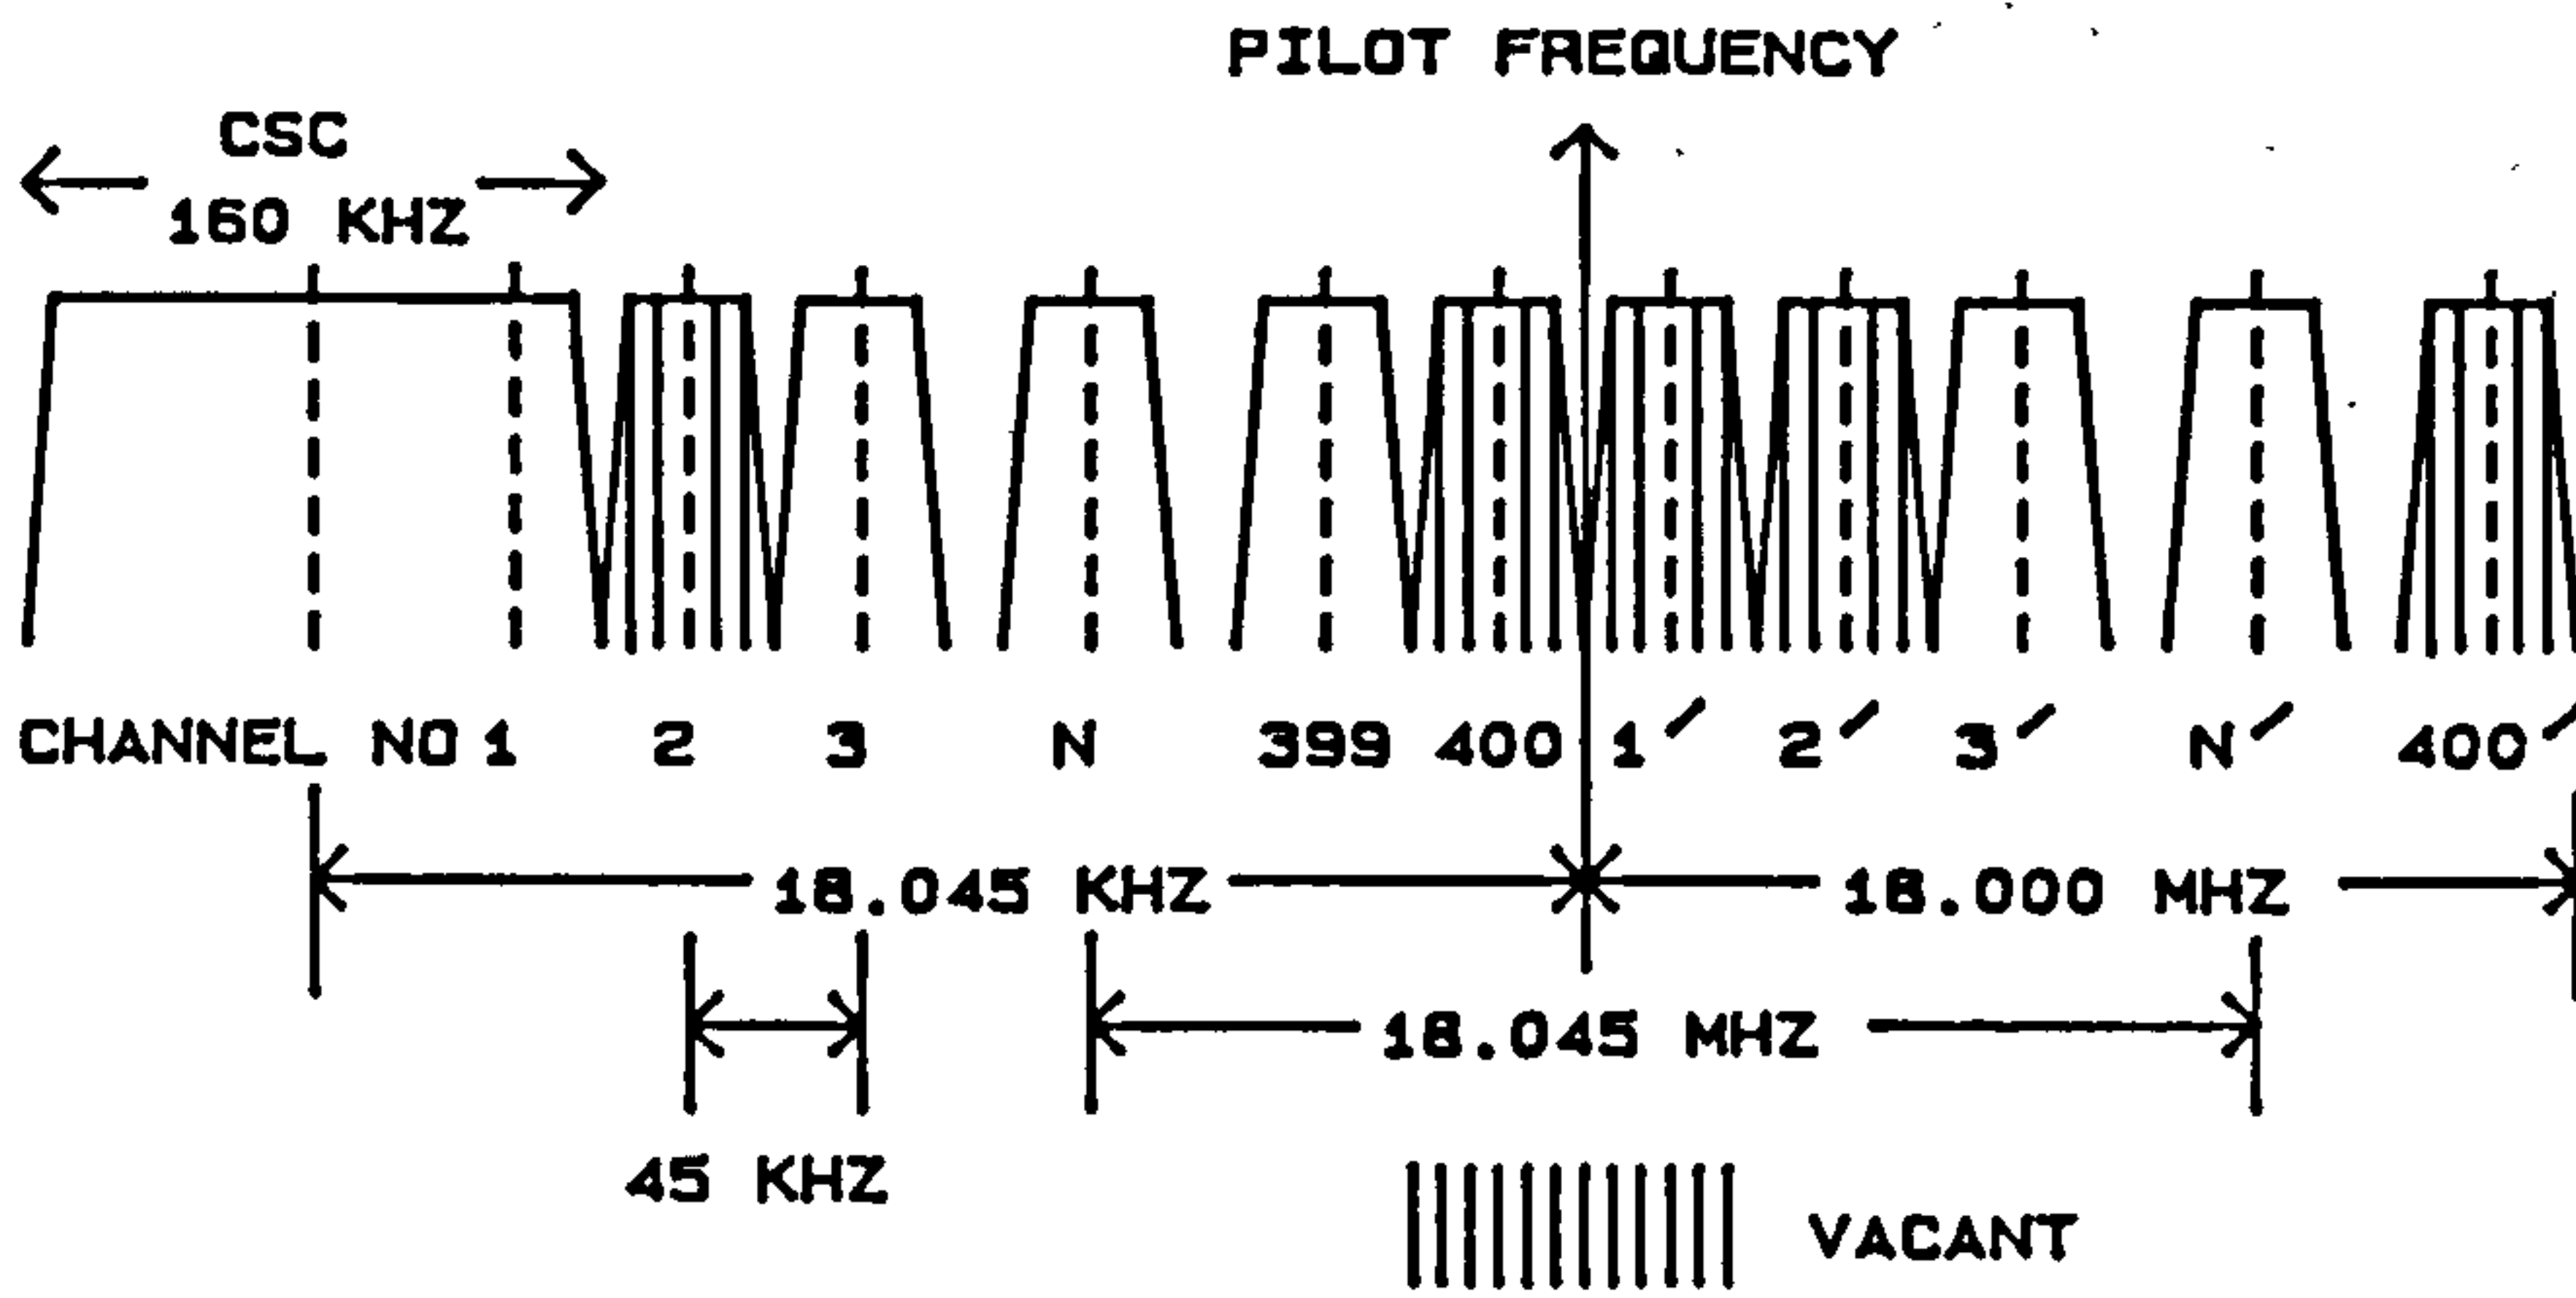 PILOT FREQUENCY
CSC
160 KHZ
CHANNEL NO 1 2 3 N 399 400 1' 2' 3' N' 400'
18.045 KHZ 18.000 MHZ
18.045 MHZ
45 KHZ
VACANT